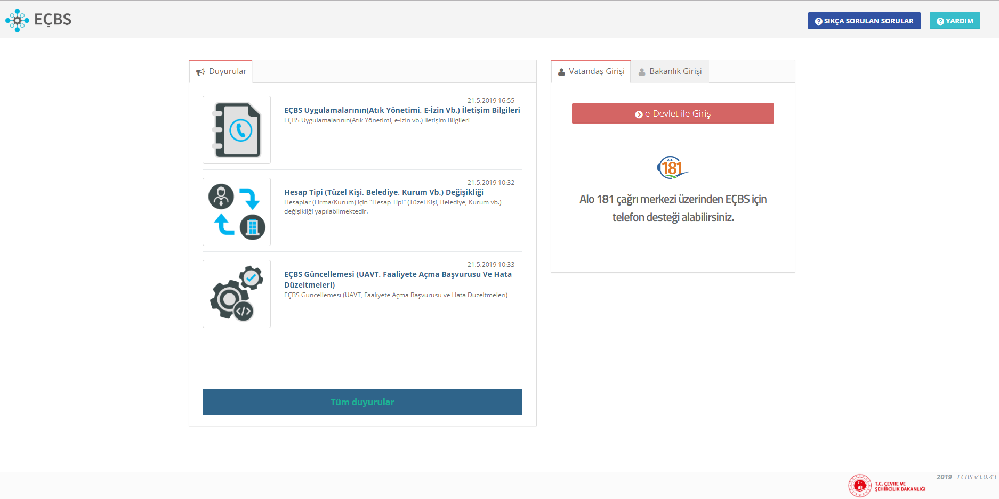 EÇBS
SIKÇA SORULAN SORULAR
YARDIM
Duyurular
21.5.2019 16:55
EÇBS Uygulamalarının(Atık Yönetimi, E-İzin Vb.) İletişim Bilgileri
EÇBS Uygulamalarının(Atık Yönetimi, e-İzin vb.) İletişim Bilgileri
21.5.2019 10:32
Hesap Tipi (Tüzel Kişi, Belediye, Kurum Vb.) Değişikliği
Hesaplar (Firma/Kurum) için "Hesap Tipi" (Tüzel Kişi, Belediye, Kurum vb.)
değişikliği yapılabilmektedir.
21.5.2019 10:33
EÇBS Güncellemesi (UAVT, Faaliyete Açma Başvurusu Ve Hata
Düzeltmeleri)
EÇBS Güncellemesi (UAVT, Faaliyete Açma Başvurusu ve Hata Düzeltmeleri)
Tüm duyurular
Vatandaş Girişi
Bakanlık Girişi
e-Devlet ile Giriş
ALO
181
Alo 181 çağrı merkezi üzerinden EÇBS için
telefon desteği alabilirsiniz.
T.C. ÇEVRE VE
ŞEHİRCİLİK BAKANLIĞI
2019 ECBS v3.0.43